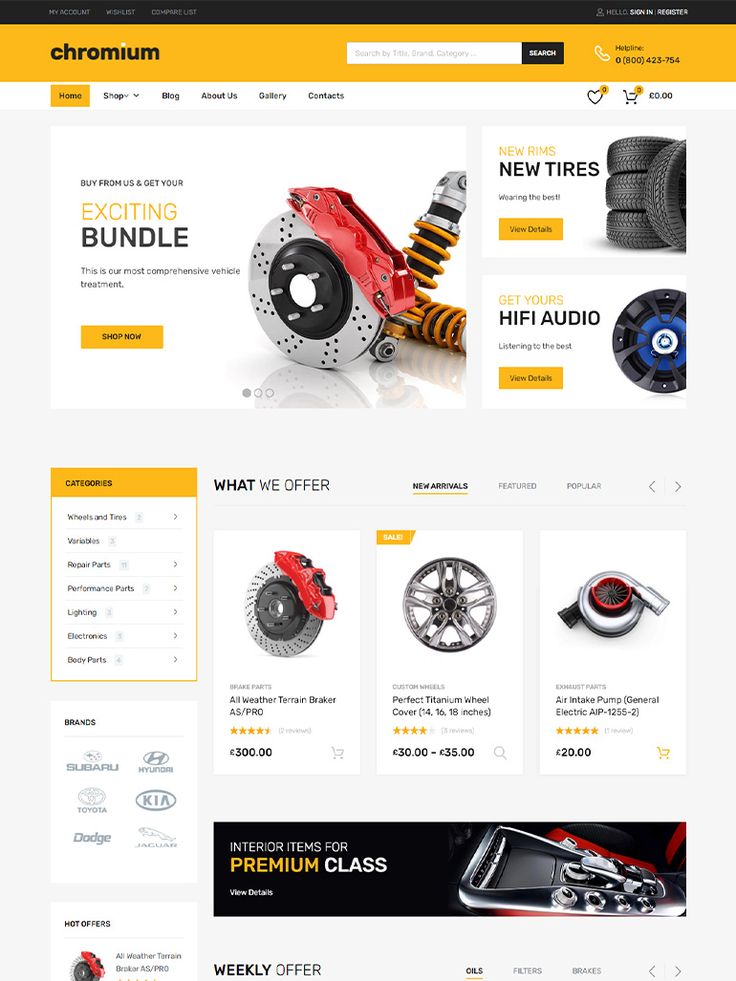 MY ACCOUNT WISHLIST COMPARE LIST HELLO, SIGN IN | REGISTER
chromium
Search by Title, Brand, Category ...
SEARCH
Helpline:
0 (800) 423-754
Home Shop Blog About Us Gallery Contacts 0 0 £0.00
BUY FROM US & GET YOUR
EXCITING
BUNDLE
This is our most comprehensive vehicle
treatment.
SHOP NOW
NEW RIMS
NEW TIRES
Wearing the best!
View Details
GET YOURS
HIFI AUDIO
Listening to the best
View Details
CATEGORIES
Wheels and Tires 2
Variables 3
Repair Parts 11
Performance Parts 7
Lighting 3
Electronics 3
Body Parts 4
BRANDS
SUBARU HYUNDAI
TOYOTA KIA
Dodge JAGUAR
HOT OFFERS
All Weather Terrain
Braker AS/PRO
WHAT WE OFFER
NEW ARRIVALS FEATURED POPULAR
BRAKE PARTS
All Weather Terrain Braker
AS/PRO
(2 reviews)
£300.00
SALE!
CUSTOM WHEELS
Perfect Titanium Wheel
Cover (14, 16, 18 inches)
(3 reviews)
£30.00 – £35.00
EXHAUST PARTS
Air Intake Pump (General
Electric AIP-1255-2)
(1 review)
£20.00
INTERIOR ITEMS FOR
PREMIUM CLASS
View Details
WEEKLY OFFER
OILS FILTERS BRAKES